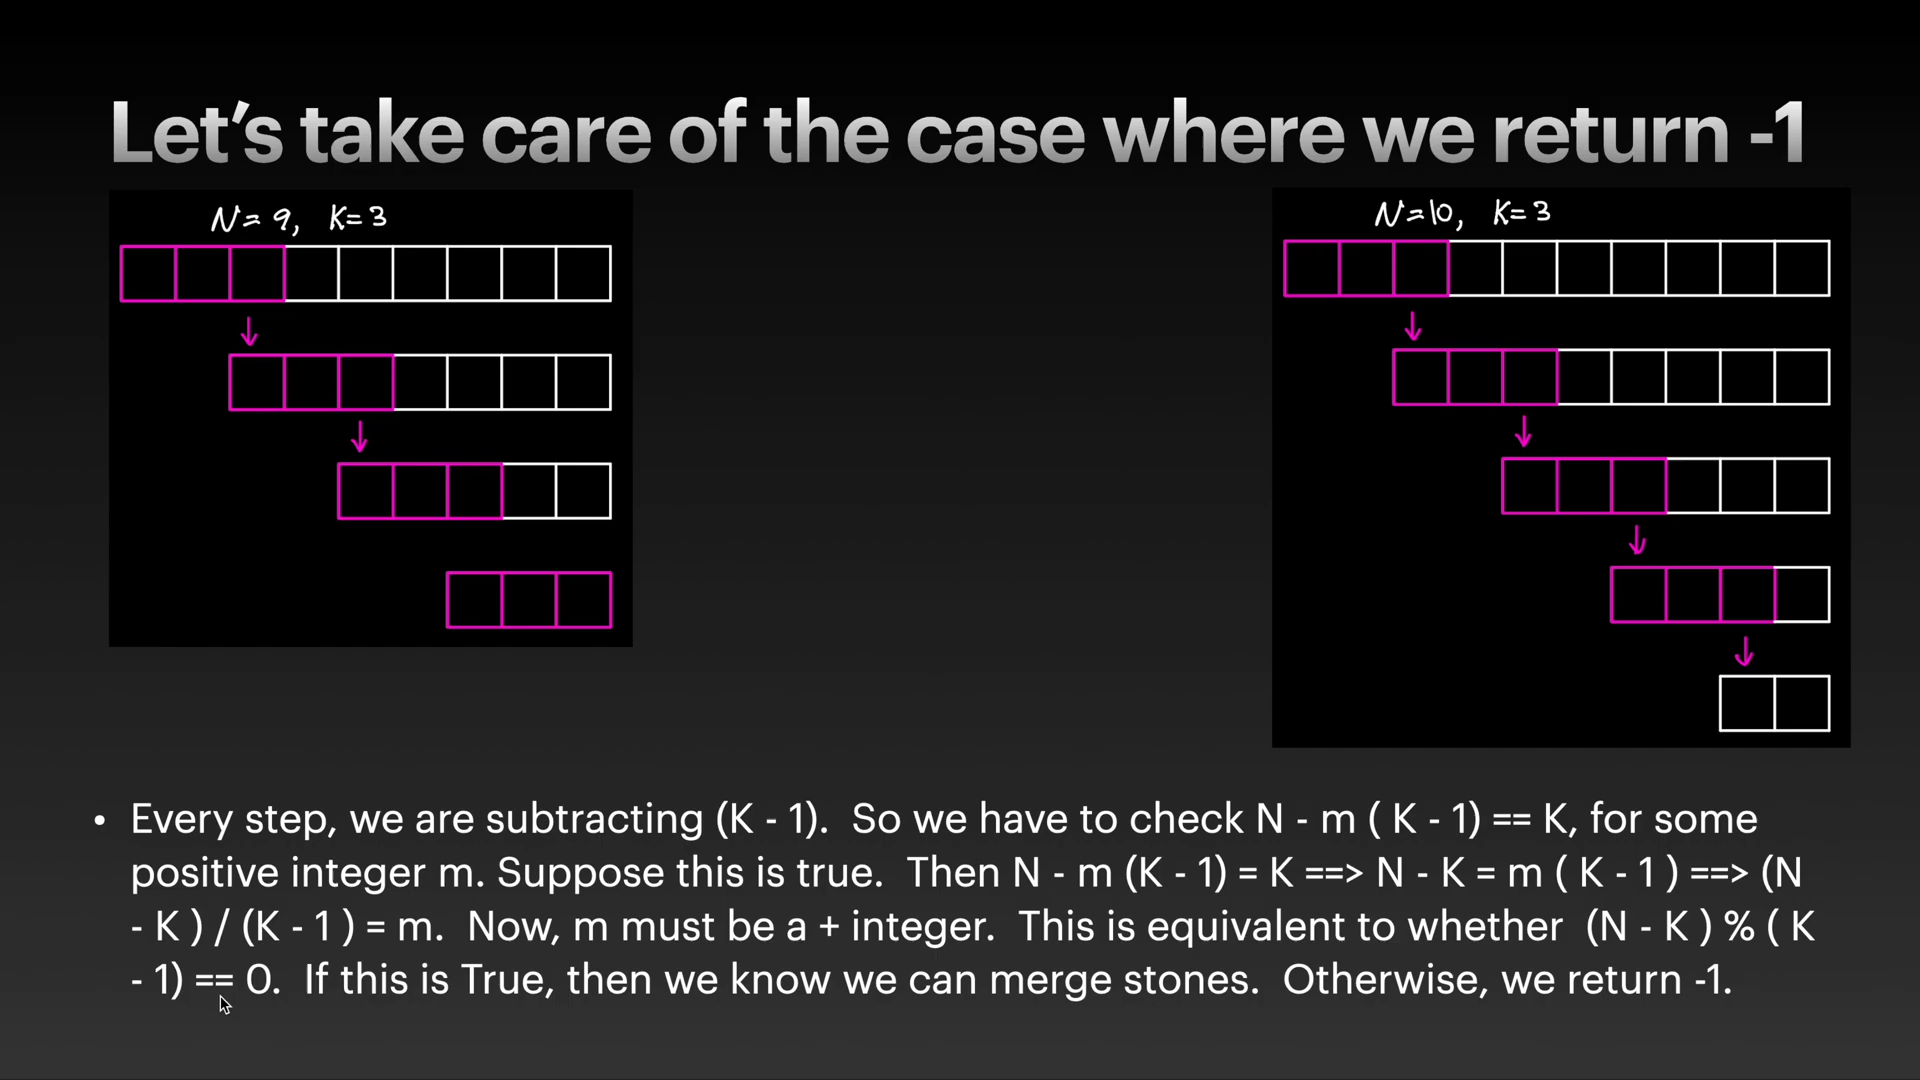 Let's take care of the case where we return -1
N = 9, K = 3
N = 10, K = 3
• Every step, we are subtracting (K - 1).  So we have to check N - m ( K - 1) == K, for some
positive integer m. Suppose this is true.  Then N - m (K - 1) = K ==> N - K = m ( K - 1 ) ==> (N
- K ) / (K - 1 ) = m.  Now, m must be a + integer.  This is equivalent to whether  (N - K ) % ( K
- 1) == 0.  If this is True, then we know we can merge stones.  Otherwise, we return -1.